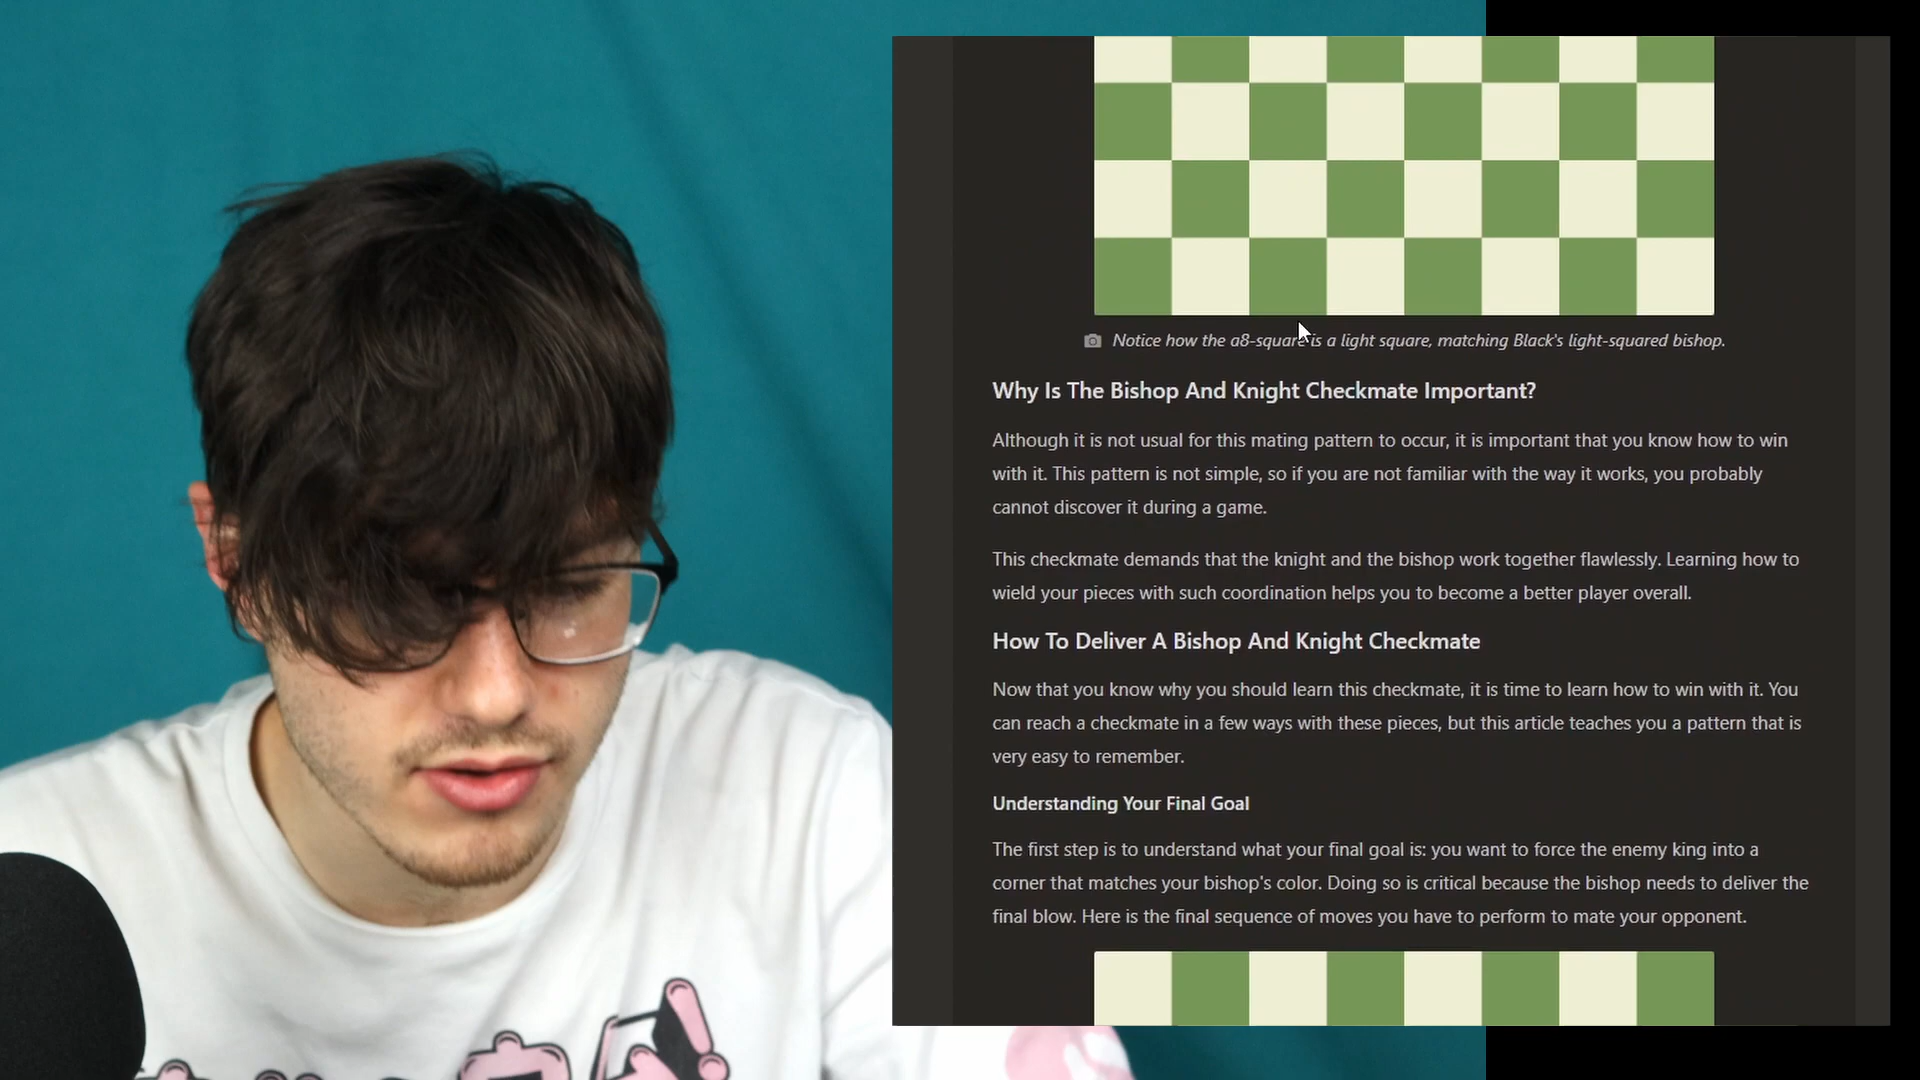 Notice how the a8-square is a light square, matching Black's light-squared bishop.
Why Is The Bishop And Knight Checkmate Important?
Although it is not usual for this mating pattern to occur, it is important that you know how to win
with it. This pattern is not simple, so if you are not familiar with the way it works, you probably
cannot discover it during a game.
This checkmate demands that the knight and the bishop work together flawlessly. Learning how to
wield your pieces with such coordination helps you to become a better player overall.
How To Deliver A Bishop And Knight Checkmate
Now that you know why you should learn this checkmate, it is time to learn how to win with it. You
can reach a checkmate in a few ways with these pieces, but this article teaches you a pattern that is
very easy to remember.
Understanding Your Final Goal
The first step is to understand what your final goal is: you want to force the enemy king into a
corner that matches your bishop's color. Doing so is critical because the bishop needs to deliver the
final blow. Here is the final sequence of moves you have to perform to mate your opponent.